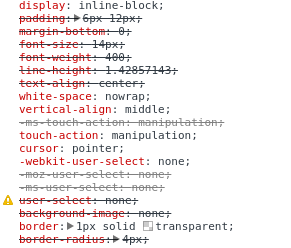 display: inline-block;
padding: 6px 12px;
margin-bottom: 0;
font-size: 14px;
font-weight: 400;
line-height: 1.42857143;
text-align: center;
white-space: nowrap;
vertical-align: middle;
-ms-touch-action: manipulation;
touch-action: manipulation;
cursor: pointer;
-webkit-user-select: none;
-moz-user-select: none;
-ms-user-select: none;
user-select: none;
background-image: none;
border: 1px solid transparent;
border-radius: 4px;